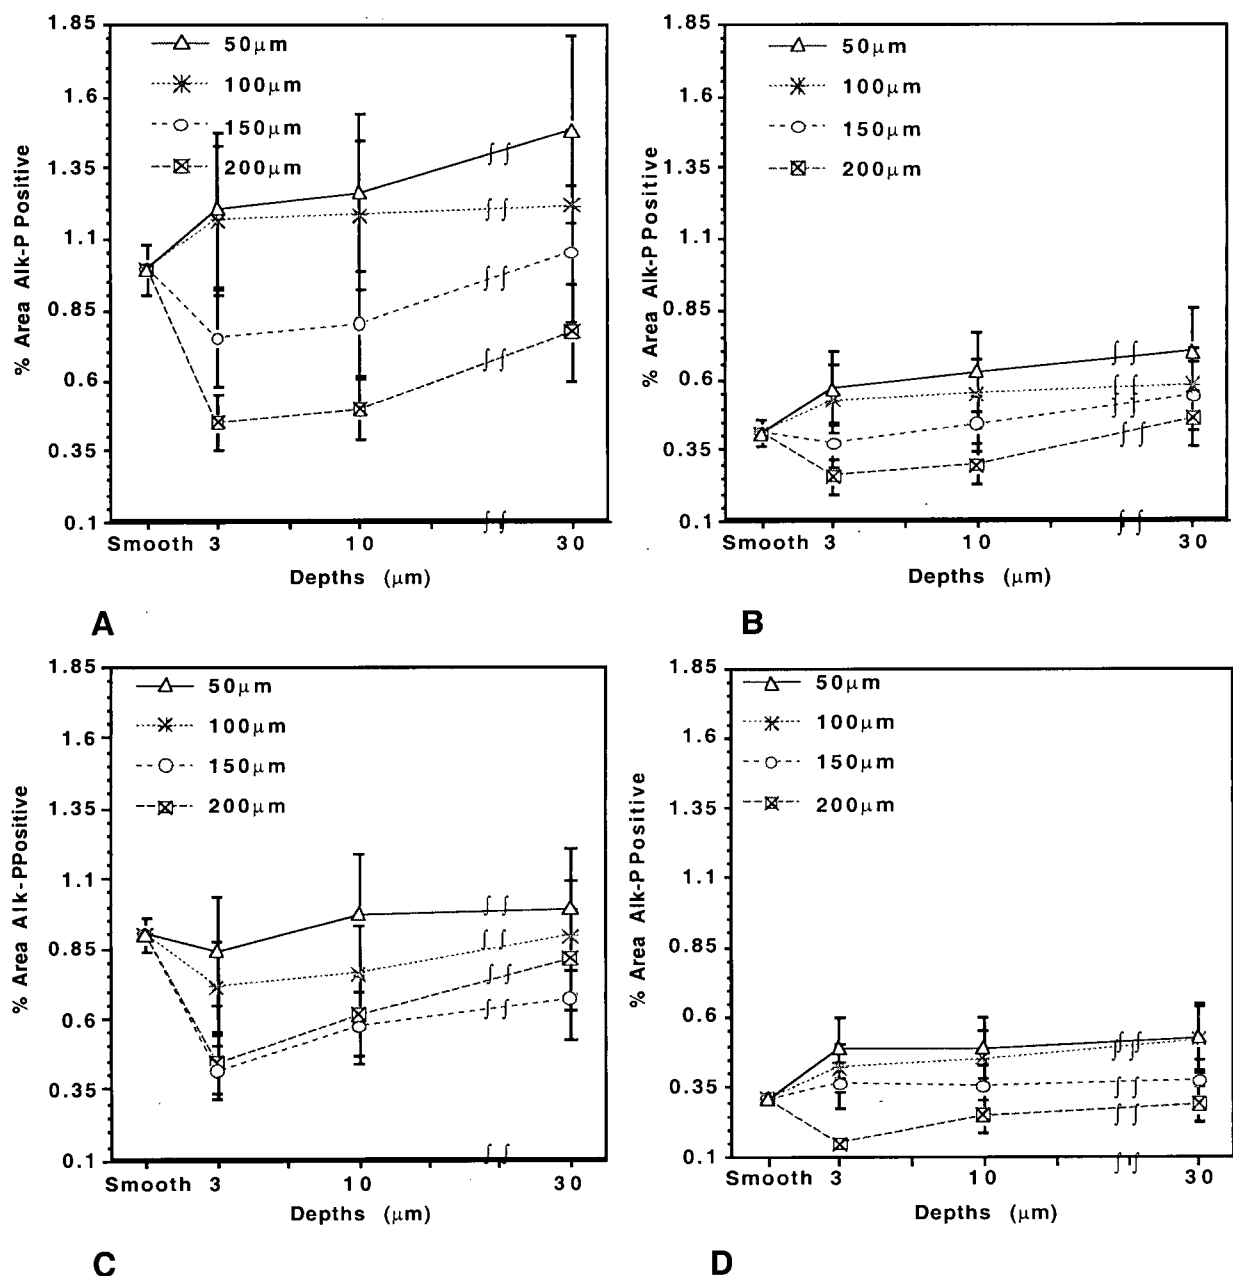 % Area Alk-P Positive
1.85
1.6
1.35
1.1
0.85
0.6
0.35
0.1
50µm
100µm
150µm
200µm
Smooth 3 10 30
Depths (µm)
A
% Area Alk-P Positive
1.85
1.6
1.35
1.1
0.85
0.6
0.35
0.1
50µm
100µm
150µm
200µm
Smooth 3 10 30
Depths (µm)
B
% Area Alk-PPositive
1.85
1.6
1.35
1.1
0.85
0.6
0.35
0.1
50µm
100µm
150µm
200µm
Smooth 3 10 30
Depths (µm)
C
% Area Alk-P Positive
1.85
1.6
1.35
1.1
0.85
0.6
0.35
0.1
50µm
100µm
150µm
200µm
Smooth 3 10 30
Depths (µm)
D